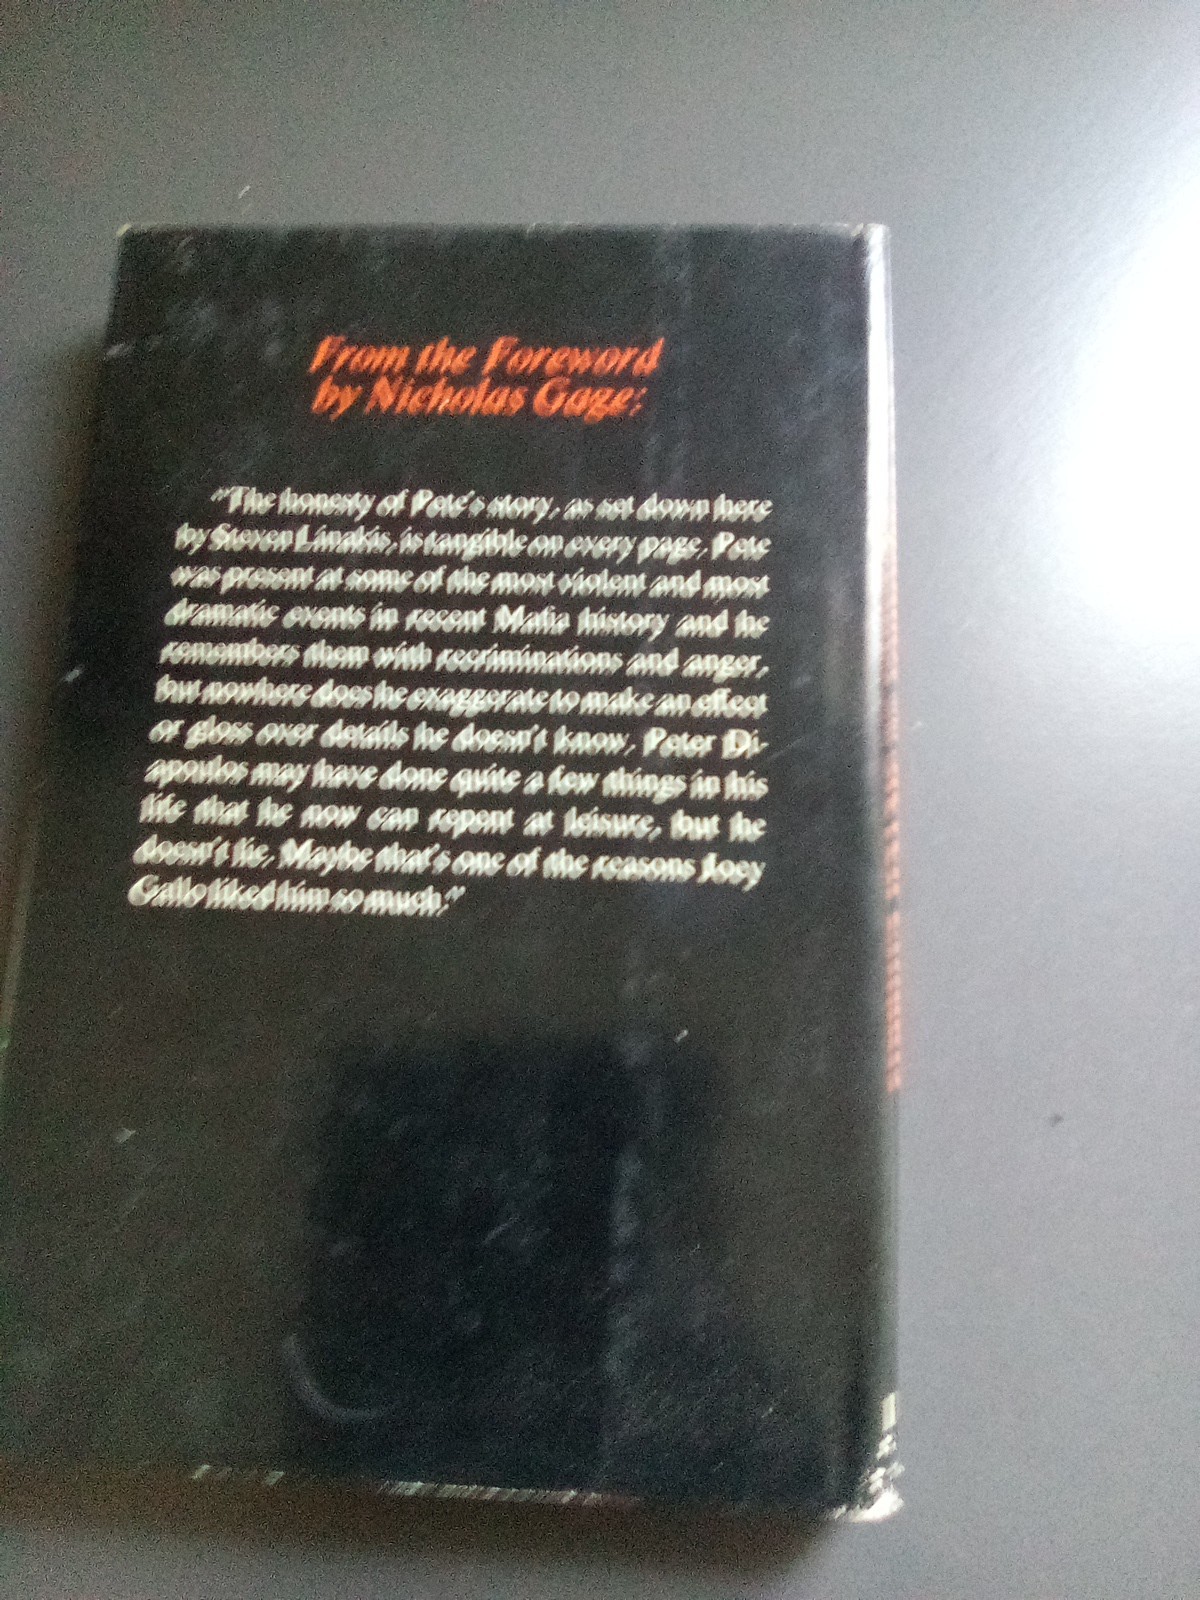 From the Foreword
by Nicholas Gage:
"The honesty of Pete's story, as set down here
by Steven Linakis, is tangible on every page. Pete
was present at some of the most violent and most
dramatic events in recent Mafia history and he
remembers them with recriminations and anger,
but nowhere does he exaggerate to make an effect
or gloss over details he doesn't know. Peter Di-
apoulos may have done quite a few things in his
life that he now can repent at leisure, but he
doesn't lie. Maybe that's one of the reasons Joey
Gallo liked him so much."